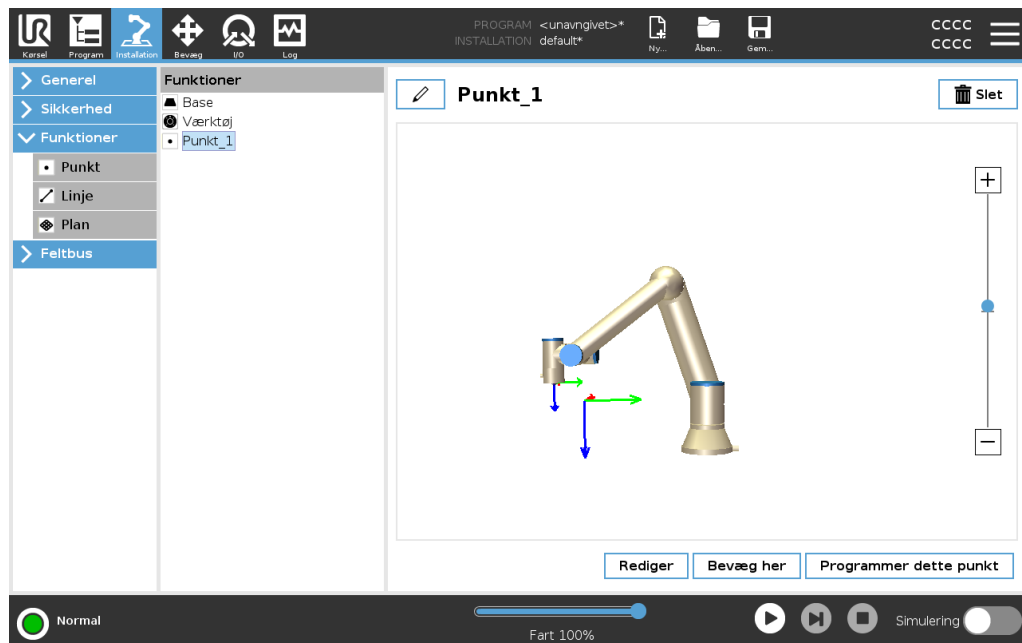 UR
Kørsel
Program
Installation
Bevæg
I/O
Log
PROGRAM <unavngivet>*
INSTALLATION default*
Ny...
Åben...
Gem...
CCCC
CCCC
Generel
Sikkerhed
Funktioner
Punkt
Linje
Plan
Feltbus
Funktioner
Base
Værktøj
Punkt_1
Punkt_1
Slet
+
−
Rediger
Bevæg her
Programmer dette punkt
Normal
Fart 100%
Simulering